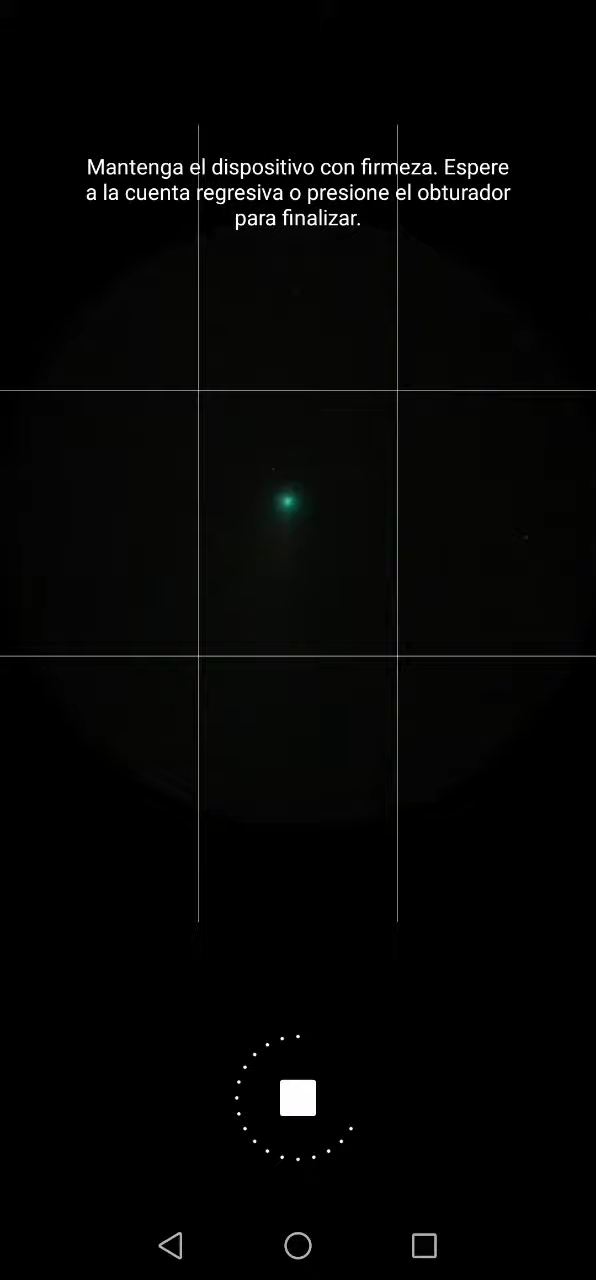 Mantenga el dispositivo con firmeza. Espere
a la cuenta regresiva o presione el obturador
para finalizar.